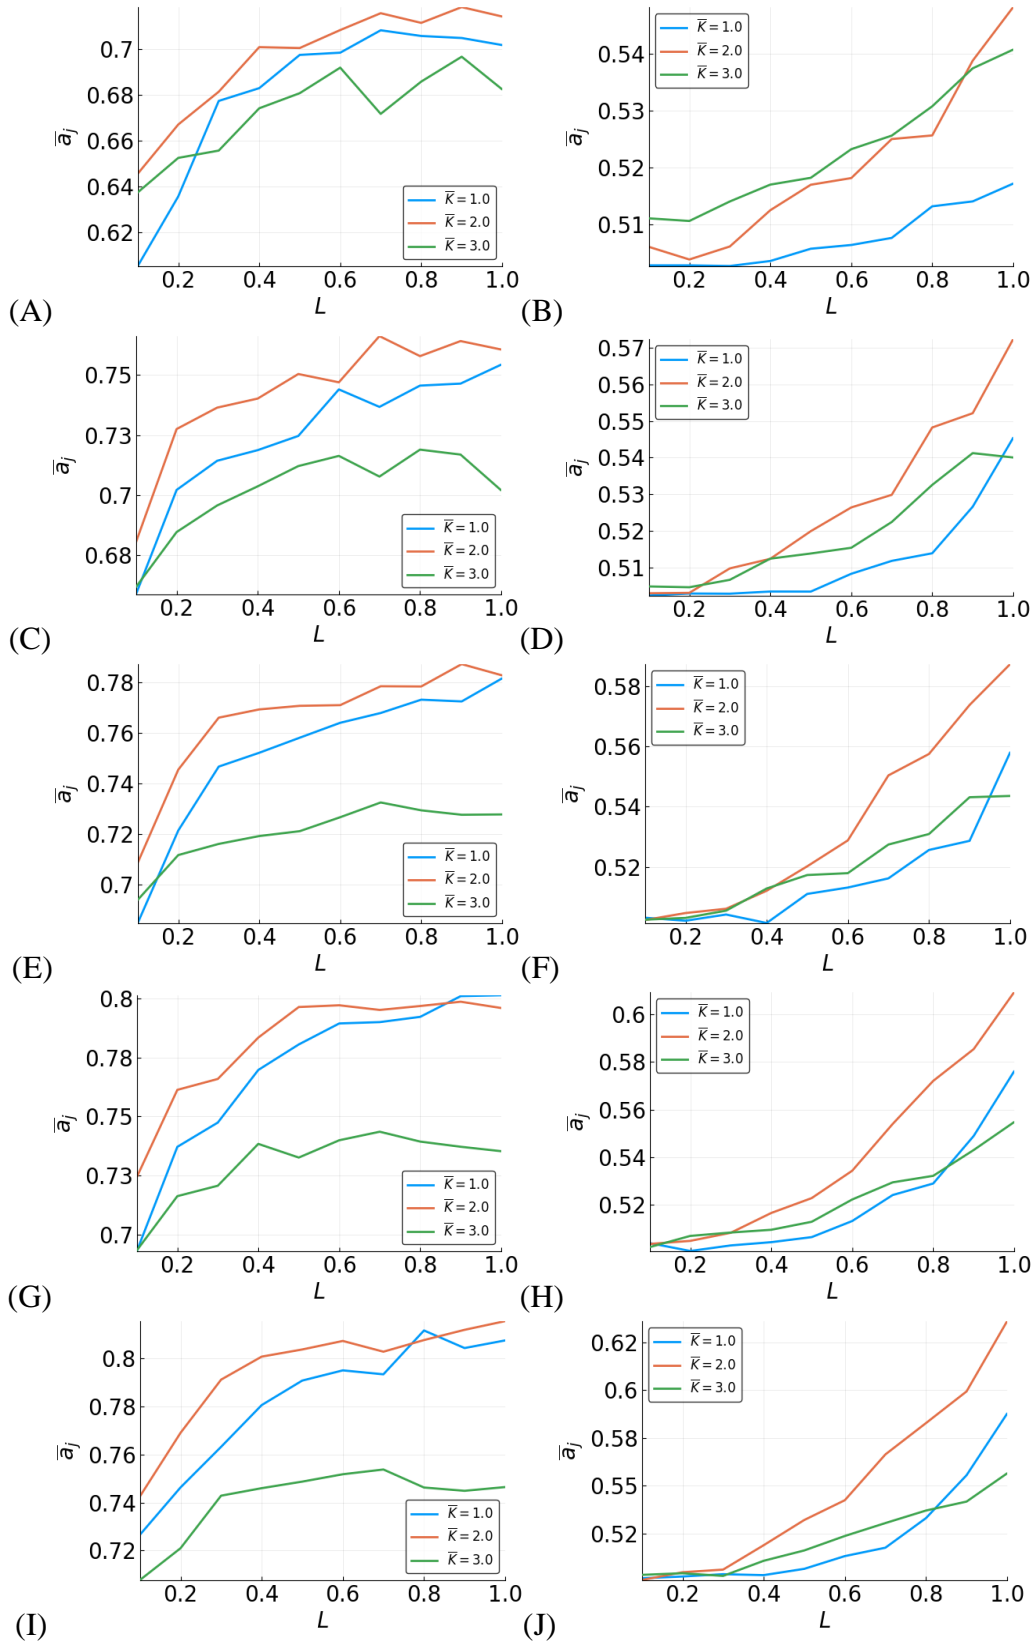 0.7
0.68
0.66
0.64
0.62
a̅ⱼ
K̅ = 1.0
K̅ = 2.0
K̅ = 3.0
0.2 0.4 0.6 0.8 1.0
L
(A)
0.54
0.53
0.52
0.51
a̅ⱼ
K̅ = 1.0
K̅ = 2.0
K̅ = 3.0
0.2 0.4 0.6 0.8 1.0
L
(B)
0.75
0.73
0.7
0.68
a̅ⱼ
K̅ = 1.0
K̅ = 2.0
K̅ = 3.0
0.2 0.4 0.6 0.8 1.0
L
(C)
0.57
0.56
0.55
0.54
0.53
0.52
0.51
a̅ⱼ
K̅ = 1.0
K̅ = 2.0
K̅ = 3.0
0.2 0.4 0.6 0.8 1.0
L
(D)
0.78
0.76
0.74
0.72
0.7
a̅ⱼ
K̅ = 1.0
K̅ = 2.0
K̅ = 3.0
0.2 0.4 0.6 0.8 1.0
L
(E)
0.58
0.56
0.54
0.52
a̅ⱼ
K̅ = 1.0
K̅ = 2.0
K̅ = 3.0
0.2 0.4 0.6 0.8 1.0
L
(F)
0.8
0.78
0.75
0.73
0.7
a̅ⱼ
K̅ = 1.0
K̅ = 2.0
K̅ = 3.0
0.2 0.4 0.6 0.8 1.0
L
(G)
0.6
0.58
0.56
0.54
0.52
a̅ⱼ
K̅ = 1.0
K̅ = 2.0
K̅ = 3.0
0.2 0.4 0.6 0.8 1.0
L
(H)
0.8
0.78
0.76
0.74
0.72
a̅ⱼ
K̅ = 1.0
K̅ = 2.0
K̅ = 3.0
0.2 0.4 0.6 0.8 1.0
L
(I)
0.62
0.6
0.58
0.55
0.52
a̅ⱼ
K̅ = 1.0
K̅ = 2.0
K̅ = 3.0
0.2 0.4 0.6 0.8 1.0
L
(J)